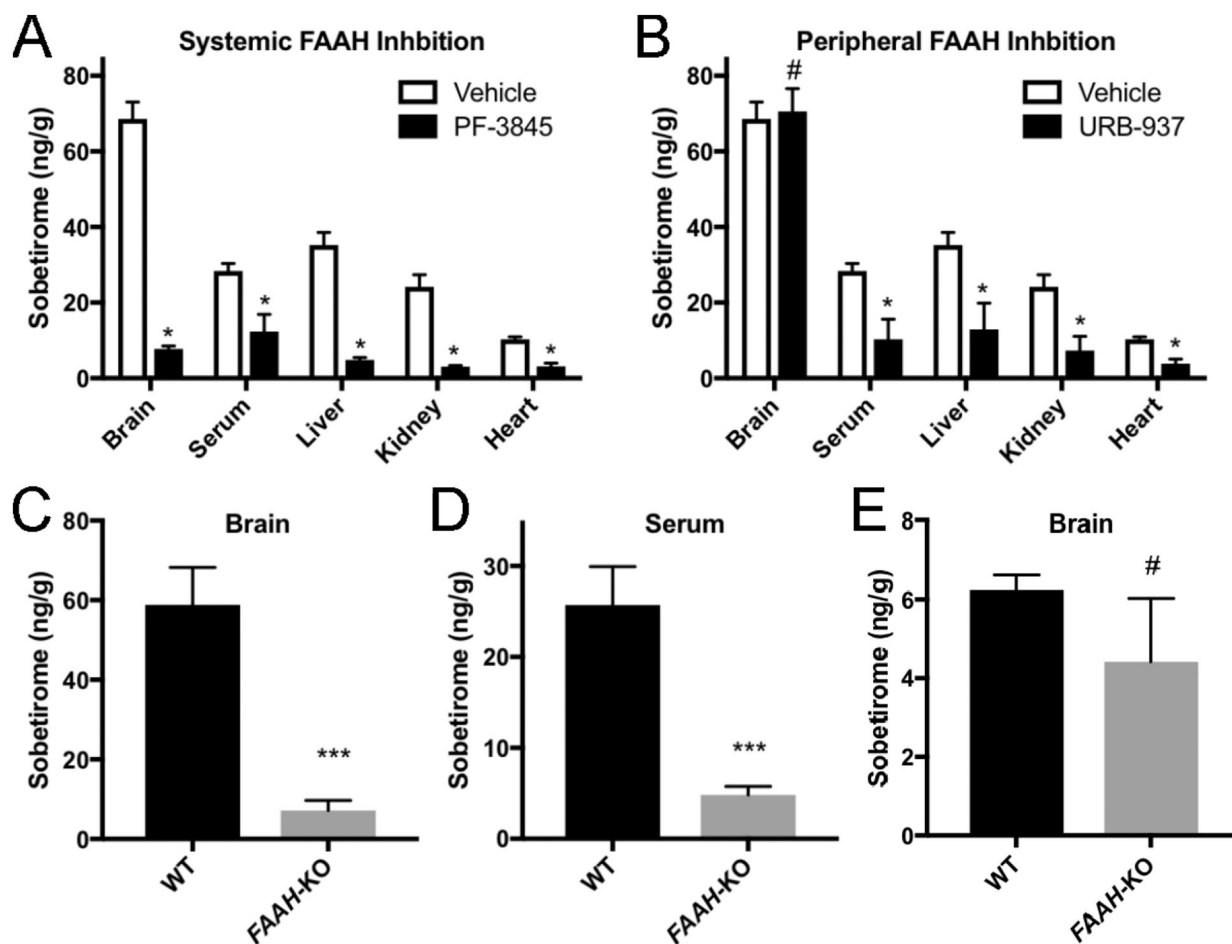 A
Systemic FAAH Inhbition
Sobetirome (ng/g)
80
60
40
20
0
Vehicle
PF-3845
*
*
*
*
*
Brain
Serum
Liver
Kidney
Heart
B
Peripheral FAAH Inhbition
Sobetirome (ng/g)
80
60
40
20
0
#
Vehicle
URB-937
*
*
*
*
Brain
Serum
Liver
Kidney
Heart
C
Brain
Sobetirome (ng/g)
80
60
40
20
0
***
WT
FAAH-KO
D
Serum
Sobetirome (ng/g)
30
20
10
0
***
WT
FAAH-KO
E
Brain
Sobetirome (ng/g)
8
6
4
2
0
#
WT
FAAH-KO